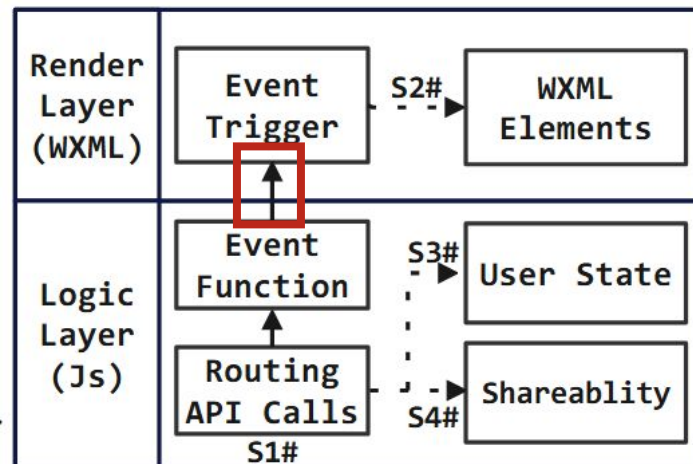 Render
Layer
(WXML)
Event
Trigger
S2#
WXML
Elements
Logic
Layer
(Js)
Event
Function
S3#
User State
Routing
API Calls
S1#
S4#
Shareablity